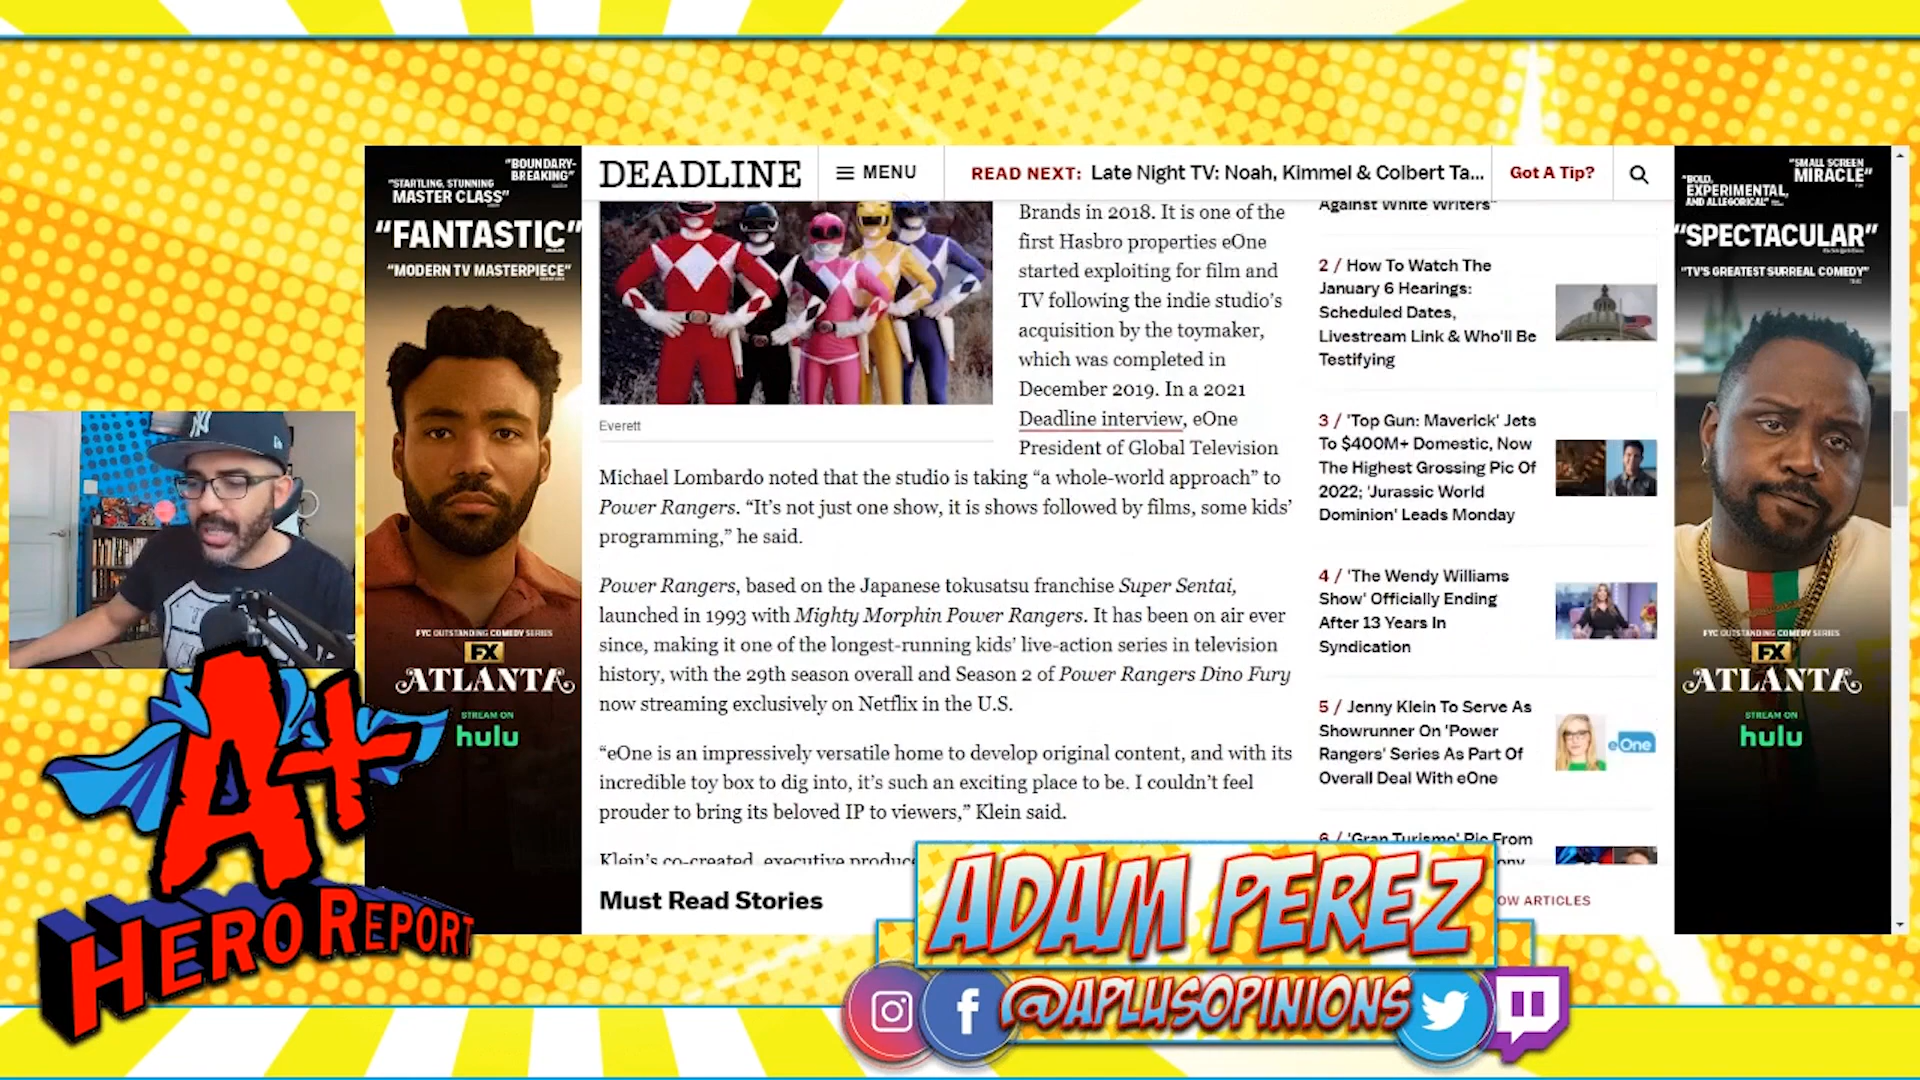 "BOUNDARY-
BREAKING"
"STARTLING, STUNNING
MASTER CLASS"
"FANTASTIC"
"MODERN TV MASTERPIECE"
FYC OUTSTANDING COMEDY SERIES
FX
ATLANTA
STREAM ON
hulu
DEADLINE
MENU
READ NEXT: Late Night TV: Noah, Kimmel & Colbert Ta...
Got A Tip?
Everett
Brands in 2018. It is one of the
first Hasbro properties eOne
started exploiting for film and
TV following the indie studio's
acquisition by the toymaker,
which was completed in
December 2019. In a 2021
Deadline interview, eOne
President of Global Television
Michael Lombardo noted that the studio is taking “a whole-world approach” to
Power Rangers. “It’s not just one show, it is shows followed by films, some kids’
programming,” he said.
Power Rangers, based on the Japanese tokusatsu franchise Super Sentai,
launched in 1993 with Mighty Morphin Power Rangers. It has been on air ever
since, making it one of the longest-running kids’ live-action series in television
history, with the 29th season overall and Season 2 of Power Rangers Dino Fury
now streaming exclusively on Netflix in the U.S.
“eOne is an impressively versatile home to develop original content, and with its
incredible toy box to dig into, it’s such an exciting place to be. I couldn’t feel
prouder to bring its beloved IP to viewers,” Klein said.
Klein’s co-created, executive produce
Must Read Stories
Against White Writers"
2 / How To Watch The
January 6 Hearings:
Scheduled Dates,
Livestream Link & Who'll Be
Testifying
3 / 'Top Gun: Maverick' Jets
To $400M+ Domestic, Now
The Highest Grossing Pic Of
2022; 'Jurassic World
Dominion' Leads Monday
4 / 'The Wendy Williams
Show' Officially Ending
After 13 Years In
Syndication
5 / Jenny Klein To Serve As
Showrunner On 'Power
Rangers' Series As Part Of
Overall Deal With eOne
eOne
6 / 'Gran Turismo' Pic From
OW ARTICLES
"SMALL SCREEN
MIRACLE"
"BOLD,
EXPERIMENTAL,
AND ALLEGORICAL"
"SPECTACULAR"
"TV'S GREATEST SURREAL COMEDY"
FYC OUTSTANDING COMEDY SERIES
FX
ATLANTA
STREAM ON
hulu
A+
HERO REPORT
ADAM PEREZ
@APLUSOPINIONS